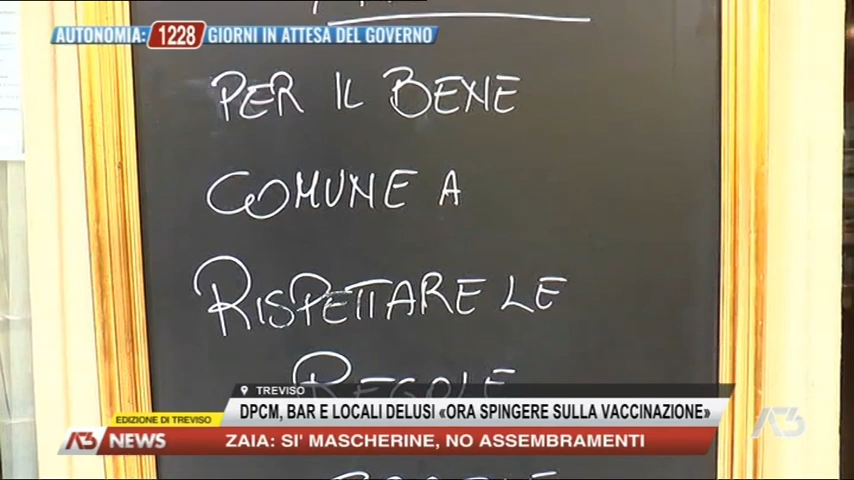 AUTONOMIA: 1228 GIORNI IN ATTESA DEL GOVERNO
PER IL BENE
COMUNE A
RISPETTARE LE
REGOLE
TREVISO
DPCM, BAR E LOCALI DELUSI «ORA SPINGERE SULLA VACCINAZIONE»
EDIZIONE DI TREVISO
A3 NEWS
ZAIA: SI' MASCHERINE, NO ASSEMBRAMENTI
A3